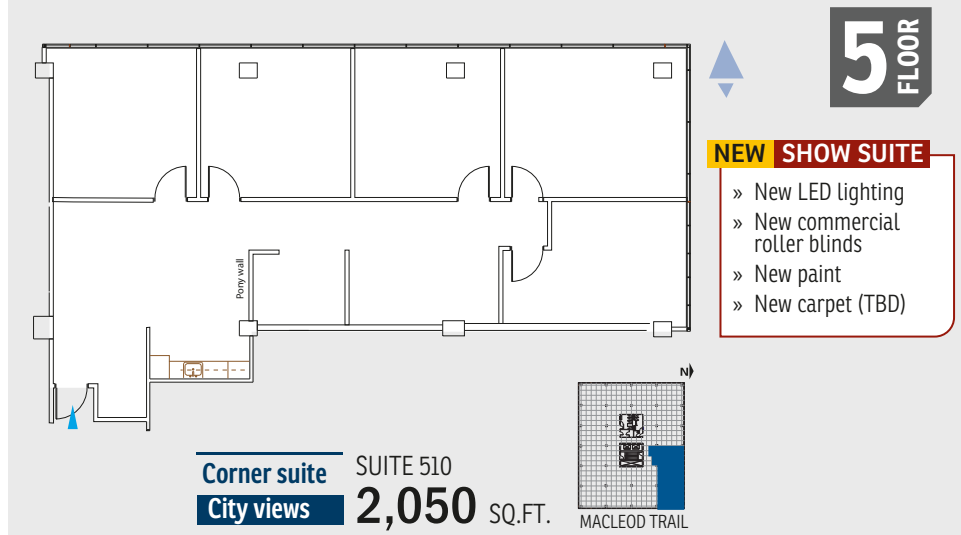 5 FLOOR
NEW SHOW SUITE
» New LED lighting
» New commercial
roller blinds
» New paint
» New carpet (TBD)
Pony wall
N
Corner suite
City views
SUITE 510
2,050 SQ.FT.
MACLEOD TRAIL